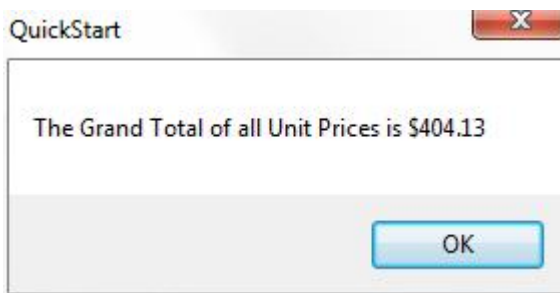 QuickStart
The Grand Total of all Unit Prices is $404.13
OK